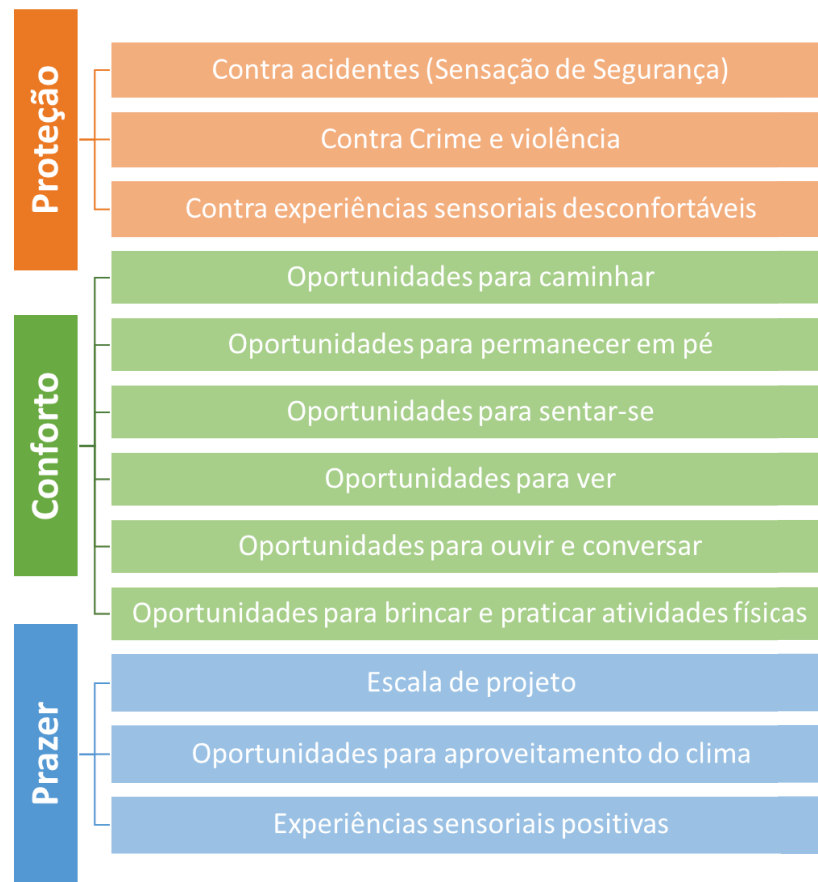 Proteção
Contra acidentes (Sensação de Segurança)
Contra Crime e violência
Contra experiências sensoriais desconfortáveis
Conforto
Oportunidades para caminhar
Oportunidades para permanecer em pé
Oportunidades para sentar-se
Oportunidades para ver
Oportunidades para ouvir e conversar
Oportunidades para brincar e praticar atividades físicas
Prazer
Escala de projeto
Oportunidades para aproveitamento do clima
Experiências sensoriais positivas